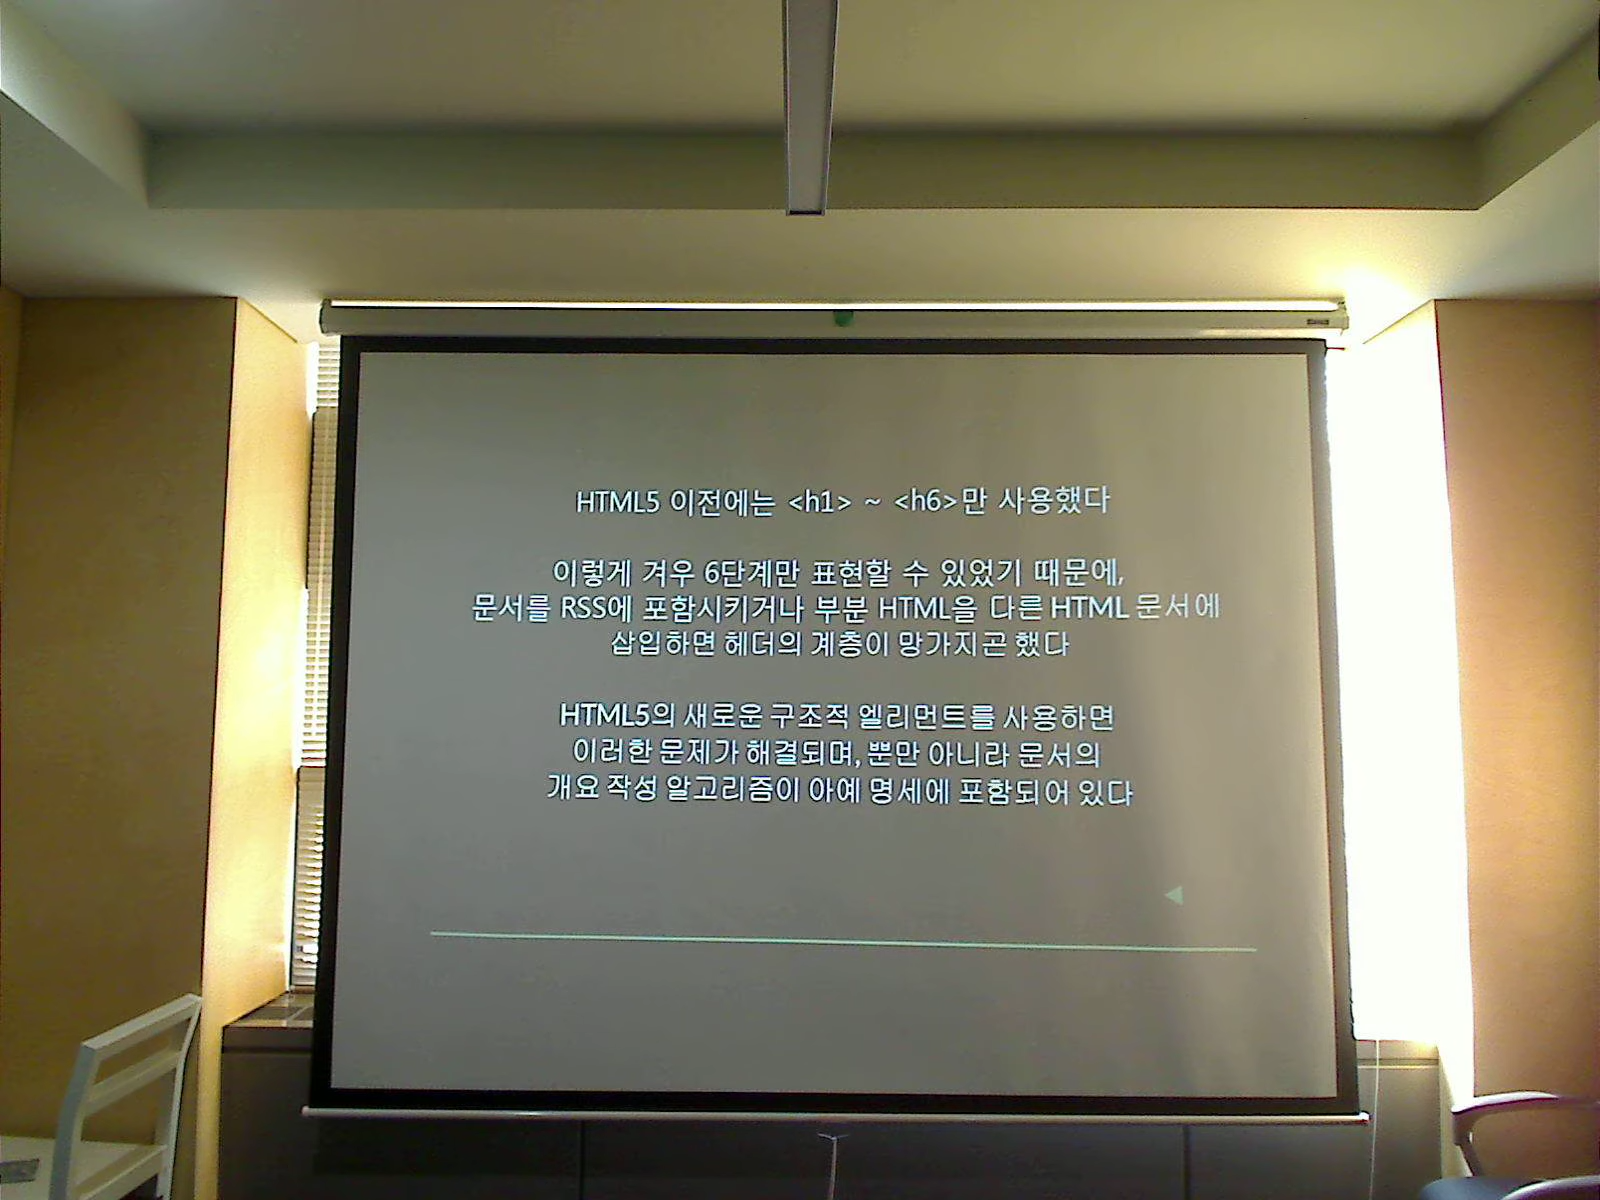 HTML5 이전에는 <h1> ~ <h6>만 사용했다
이렇게 겨우 6단계만 표현할 수 있었기 때문에,
문서를 RSS에 포함시키거나 부분 HTML을 다른 HTML 문서에
삽입하면 헤더의 계층이 망가지곤 했다
HTML5의 새로운 구조적 엘리먼트를 사용하면
이러한 문제가 해결되며, 뿐만 아니라 문서의
개요 작성 알고리즘이 아예 명세에 포함되어 있다